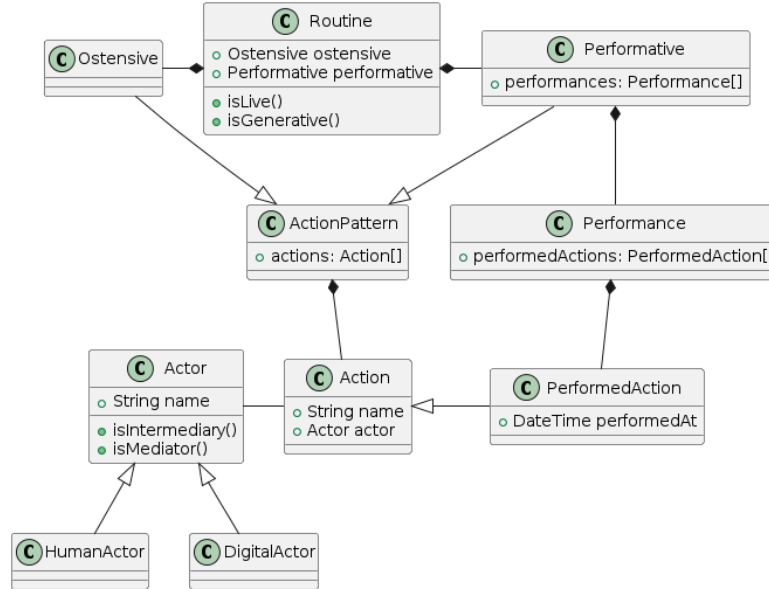 C Routine
C Ostensive
Ostensive ostensive
Performative performative
isLive()
isGenerative()
C Performative
performances: Performance[]
C ActionPattern
actions: Action[]
C Performance
performedActions: PerformedAction[
C Actor
String name
isIntermediary()
isMediator()
C Action
String name
Actor actor
C PerformedAction
DateTime performedAt
C HumanActor
C DigitalActor